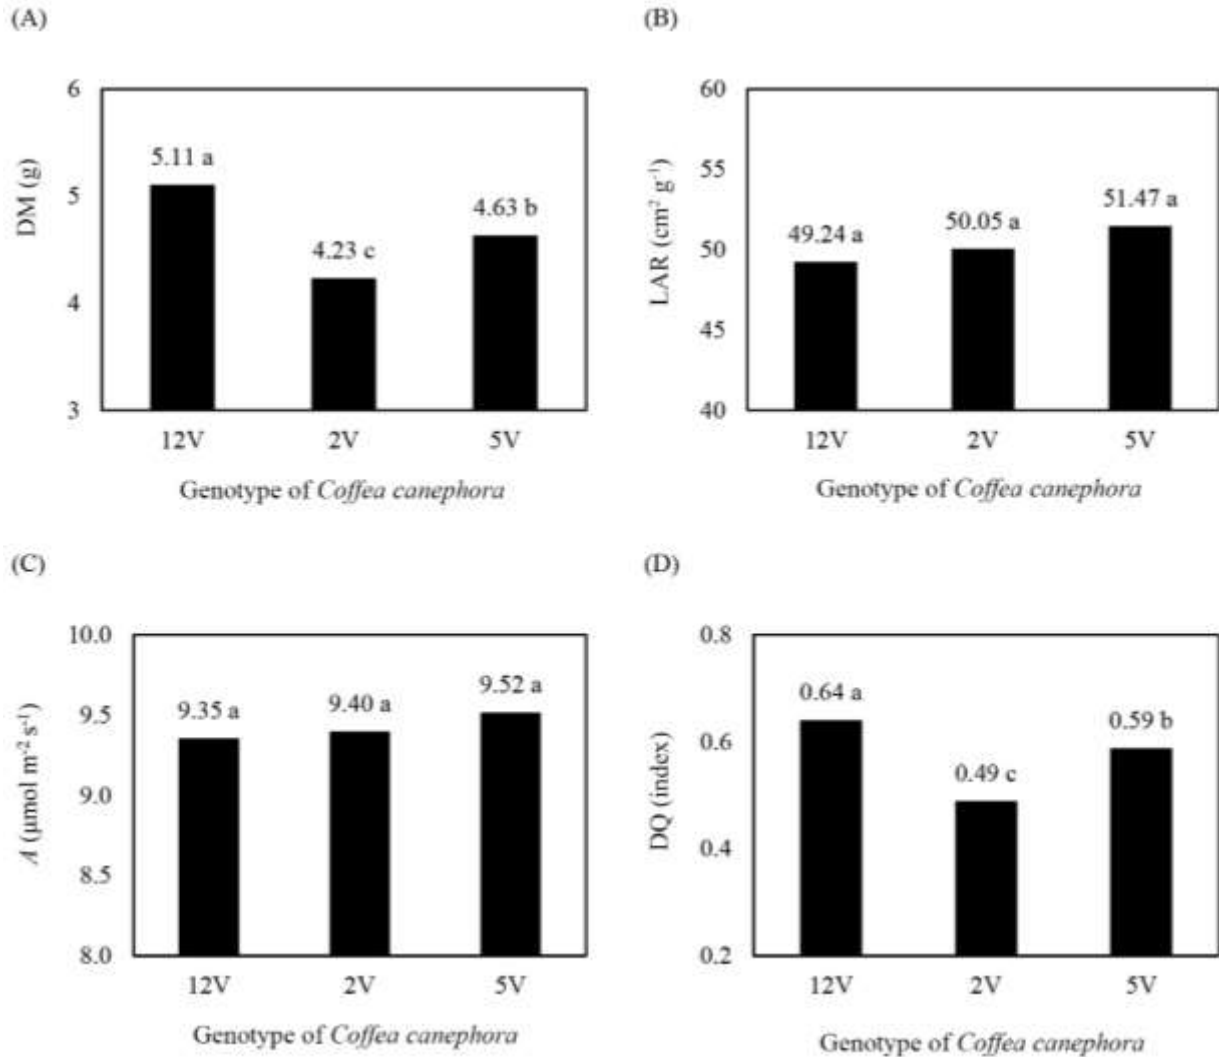 (A)
DM (g)
6
5
4
3
5.11 a
4.23 c
4.63 b
12V 2V 5V
Genotype of Coffea canephora
(B)
LAR (cm² g⁻¹)
60
55
50
45
40
49.24 a
50.05 a
51.47 a
12V 2V 5V
Genotype of Coffea canephora
(C)
A (µmol m⁻² s⁻¹)
10.0
9.5
9.0
8.5
8.0
9.35 a
9.40 a
9.52 a
12V 2V 5V
Genotype of Coffea canephora
(D)
DQ (index)
0.8
0.6
0.4
0.2
0.64 a
0.49 c
0.59 b
12V 2V 5V
Genotype of Coffea canephora